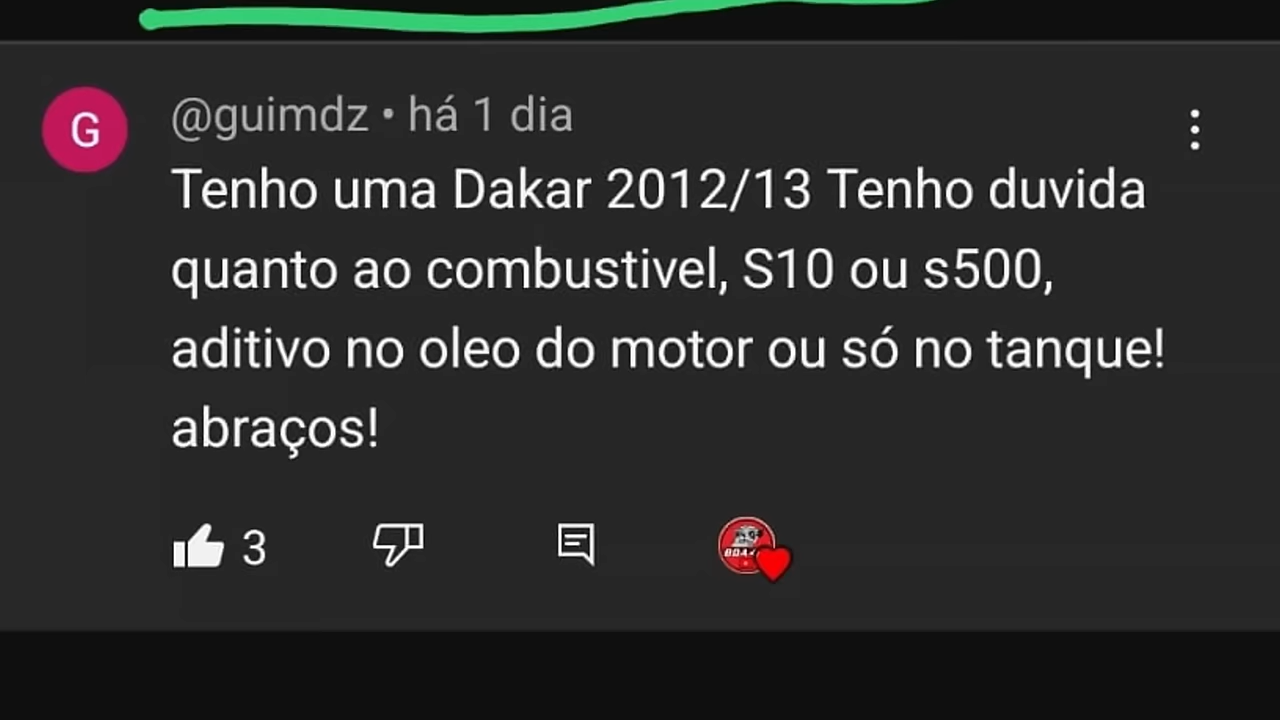 G
@guimdz • há 1 dia
Tenho uma Dakar 2012/13 Tenho duvida
quanto ao combustivel, S10 ou s500,
aditivo no oleo do motor ou só no tanque!
abraços!
3